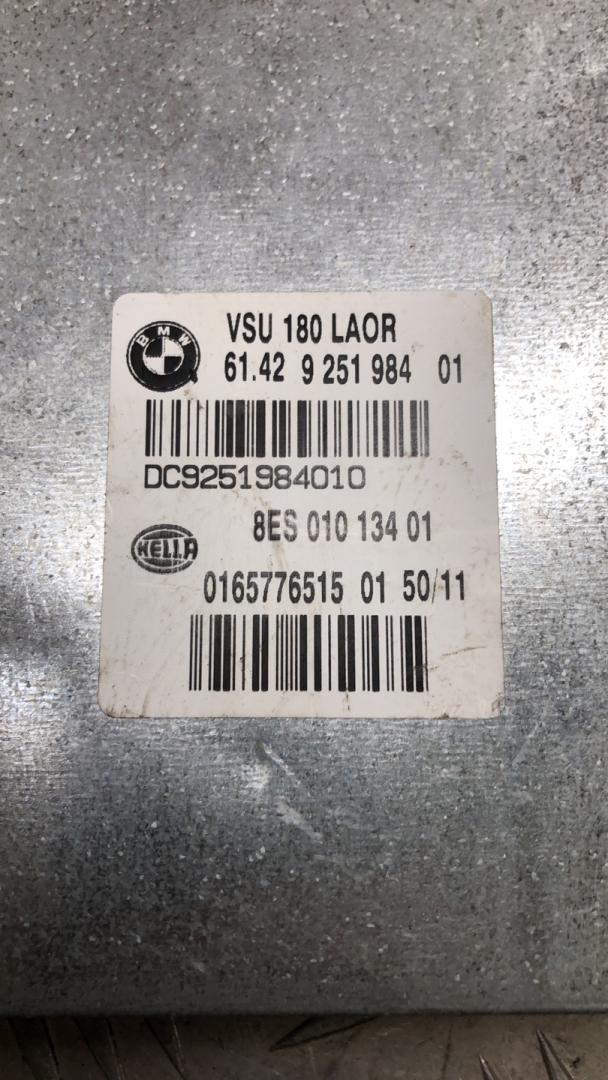 BMW
VSU 180 LAOR
61.42 9 251 984 01
DC9251984010
8ES 010 134 01
HELLA
0165776515 01 50/11